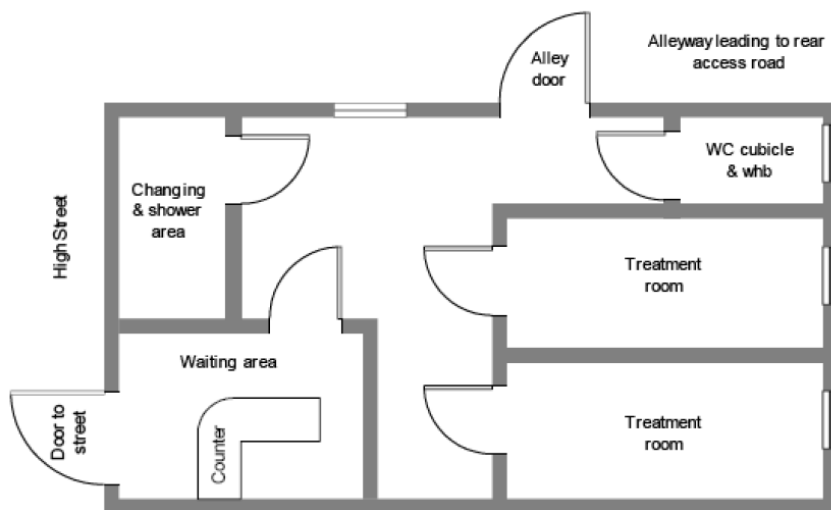 Alley
door
Alleyway leading to rear
access road
High Street
Changing
& shower
area
WC cubicle
& whb
Treatment
room
Waiting area
Door to
street
Counter
Treatment
room